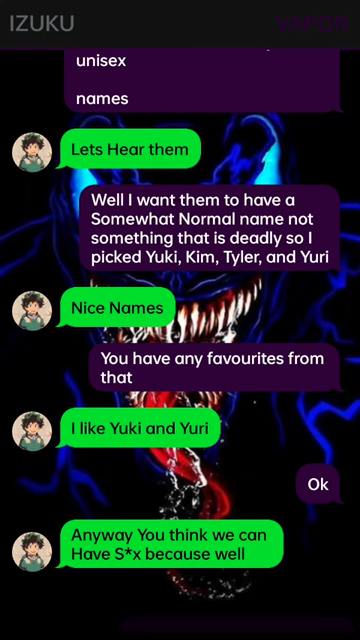 IZUKU
unisex
names
Lets Hear them
Well I want them to have a
Somewhat Normal name not
something that is deadly so I
picked Yuki, Kim, Tyler, and Yuri
Nice Names
You have any favourites from
that
I like Yuki and Yuri
Ok
Anyway You think we can
Have S*x because well